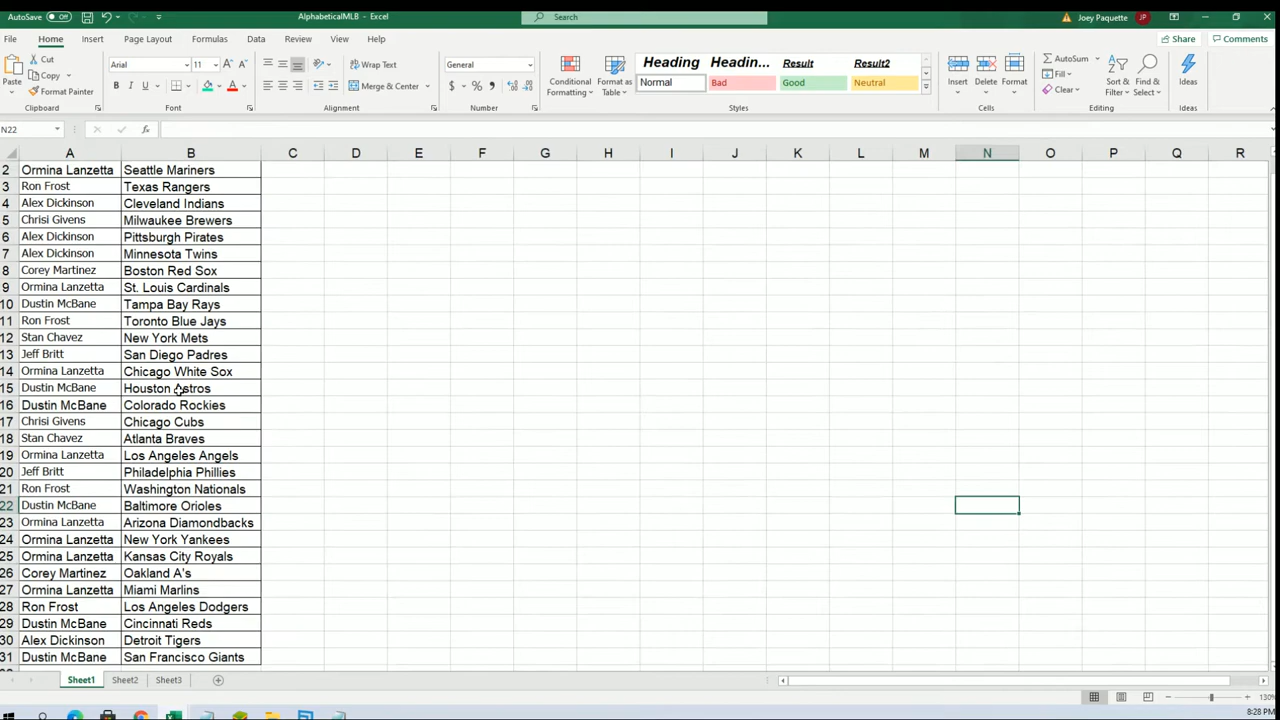 AutoSave Off AlphabeticalMLB - Excel Search Joey Paquette JP
File Home Insert Page Layout Formulas Data Review View Help Share Comments
Cut Copy Format Painter Paste Clipboard
Arial 11 A A B I U Font
Wrap Text Merge & Center Alignment
General $ % , Number
Conditional Formatting Format as Table
Heading Headin... Result Result2
Normal Bad Good Neutral
Styles
Insert Delete Format Cells
AutoSum Fill Clear Sort & Filter Find & Select Editing
Ideas Ideas
N22 fx
A B C D E F G H I J K L M N O P Q R
2 Ormina Lanzetta Seattle Mariners
3 Ron Frost Texas Rangers
4 Alex Dickinson Cleveland Indians
5 Chrisi Givens Milwaukee Brewers
6 Alex Dickinson Pittsburgh Pirates
7 Alex Dickinson Minnesota Twins
8 Corey Martinez Boston Red Sox
9 Ormina Lanzetta St. Louis Cardinals
10 Dustin McBane Tampa Bay Rays
11 Ron Frost Toronto Blue Jays
12 Stan Chavez New York Mets
13 Jeff Britt San Diego Padres
14 Ormina Lanzetta Chicago White Sox
15 Dustin McBane Houston Astros
16 Dustin McBane Colorado Rockies
17 Chrisi Givens Chicago Cubs
18 Stan Chavez Atlanta Braves
19 Ormina Lanzetta Los Angeles Angels
20 Jeff Britt Philadelphia Phillies
21 Ron Frost Washington Nationals
22 Dustin McBane Baltimore Orioles
23 Ormina Lanzetta Arizona Diamondbacks
24 Ormina Lanzetta New York Yankees
25 Ormina Lanzetta Kansas City Royals
26 Corey Martinez Oakland A's
27 Ormina Lanzetta Miami Marlins
28 Ron Frost Los Angeles Dodgers
29 Dustin McBane Cincinnati Reds
30 Alex Dickinson Detroit Tigers
31 Dustin McBane San Francisco Giants
Sheet1 Sheet2 Sheet3
130%
8:28 PM